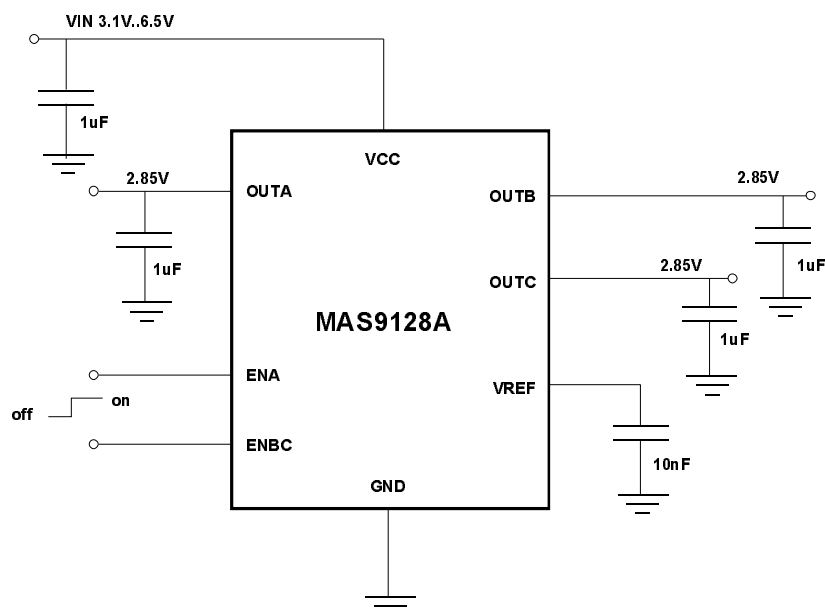 VIN 3.1V..6.5V
1uF
VCC
2.85V
OUTA
1uF
OUTB
2.85V
1uF
OUTC
2.85V
1uF
MAS9128A
ENA
off
on
ENBC
VREF
10nF
GND